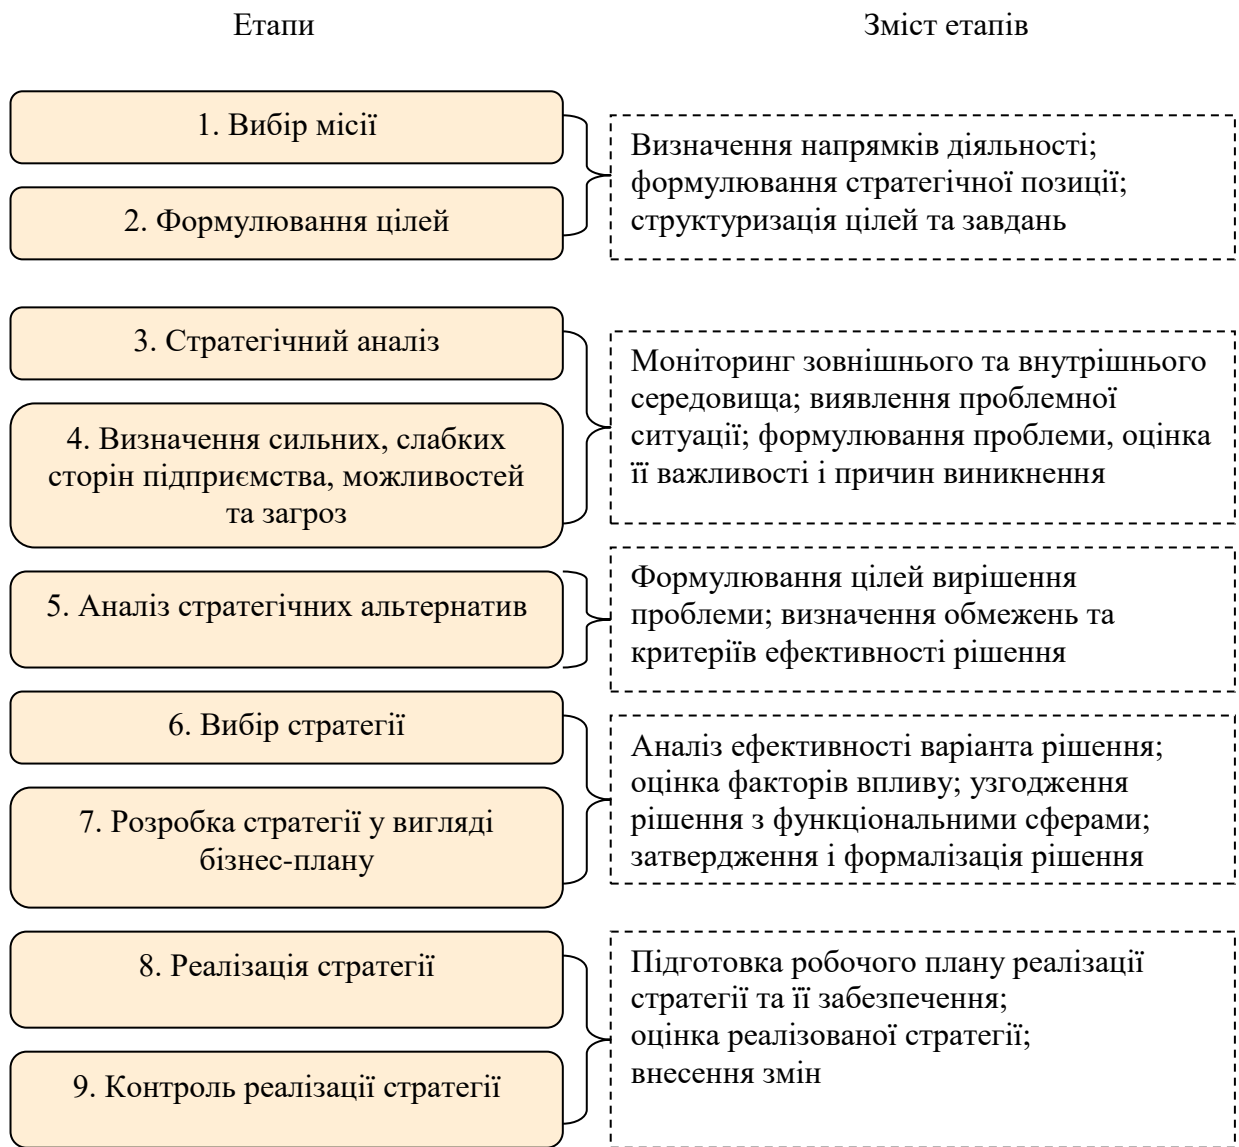 Етапи
Зміст етапів
1. Вибір місії
2. Формулювання цілей
Визначення напрямків діяльності;
формулювання стратегічної позиції;
структуризація цілей та завдань
3. Стратегічний аналіз
4. Визначення сильних, слабких
сторін підприємства, можливостей
та загроз
Моніторинг зовнішнього та внутрішнього
середовища; виявлення проблемної
ситуації; формулювання проблеми, оцінка
її важливості і причин виникнення
5. Аналіз стратегічних альтернатив
Формулювання цілей вирішення
проблеми; визначення обмежень та
критеріїв ефективності рішення
6. Вибір стратегії
7. Розробка стратегії у вигляді
бізнес-плану
Аналіз ефективності варіанта рішення;
оцінка факторів впливу; узгодження
рішення з функціональними сферами;
затвердження і формалізація рішення
8. Реалізація стратегії
9. Контроль реалізації стратегії
Підготовка робочого плану реалізації
стратегії та її забезпечення;
оцінка реалізованої стратегії;
внесення змін